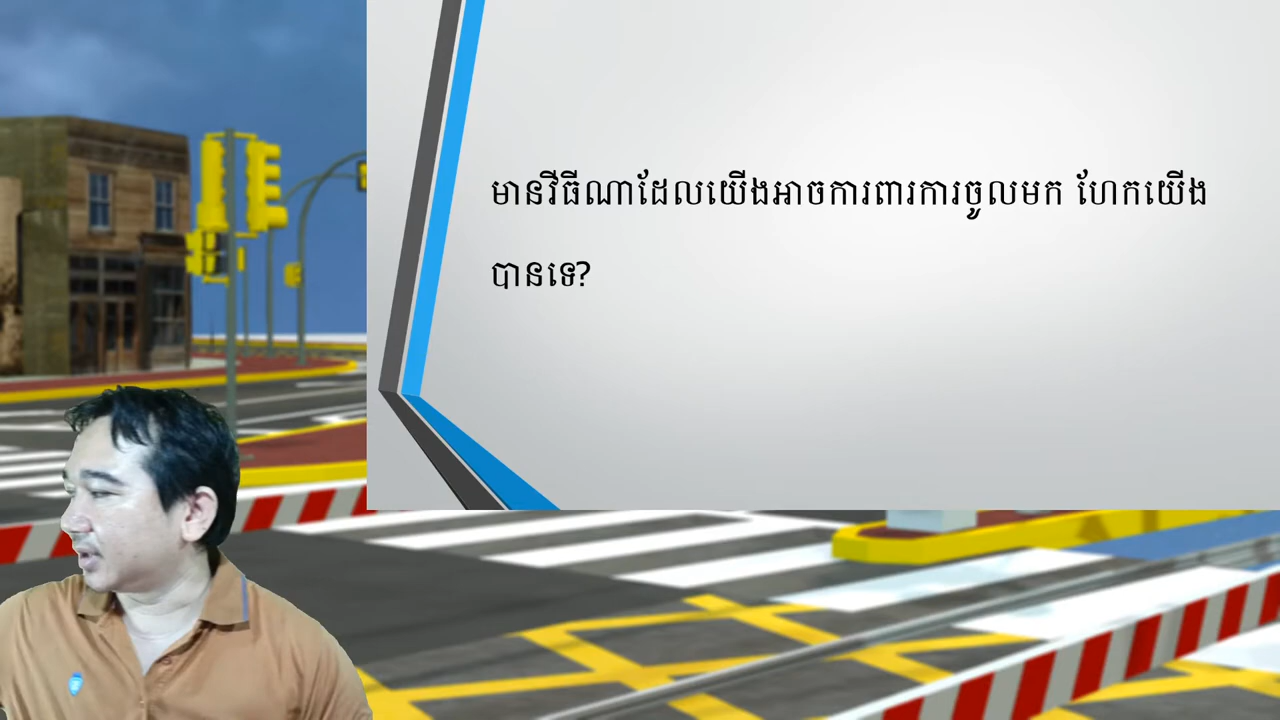 មានវីធីណាដែលយើងអាចការពារការចូលមក ហែកយើង
បានទេ?